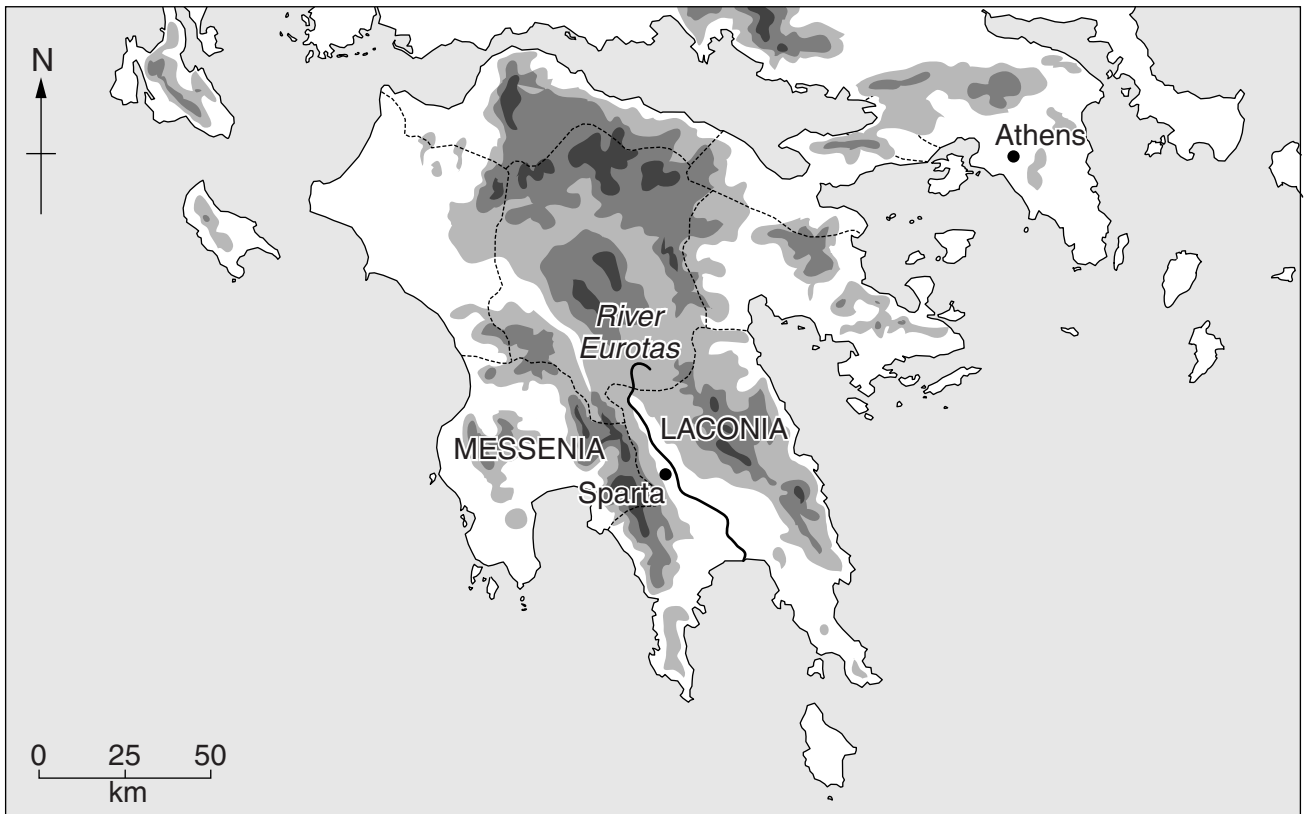 N
Athens
River
Eurotas
MESSENIA
LACONIA
Sparta
0 25 50
km